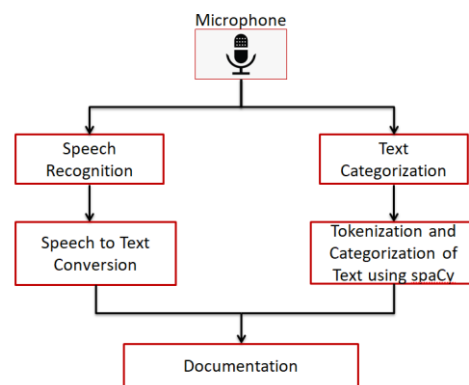 Microphone
Speech
Recognition
Text
Categorization
Speech to Text
Conversion
Tokenization and
Categorization of
Text using spaCy
Documentation